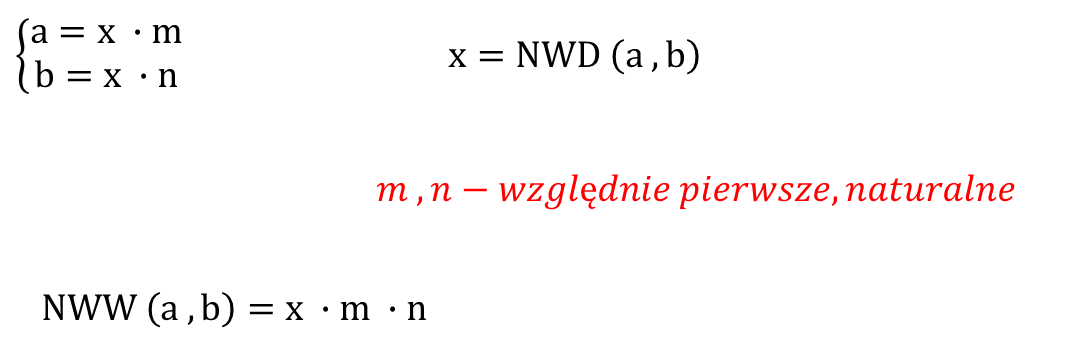 a = x · m
b = x · n
x = NWD (a , b)
m , n − względnie pierwsze, naturalne
NWW (a , b) = x · m · n